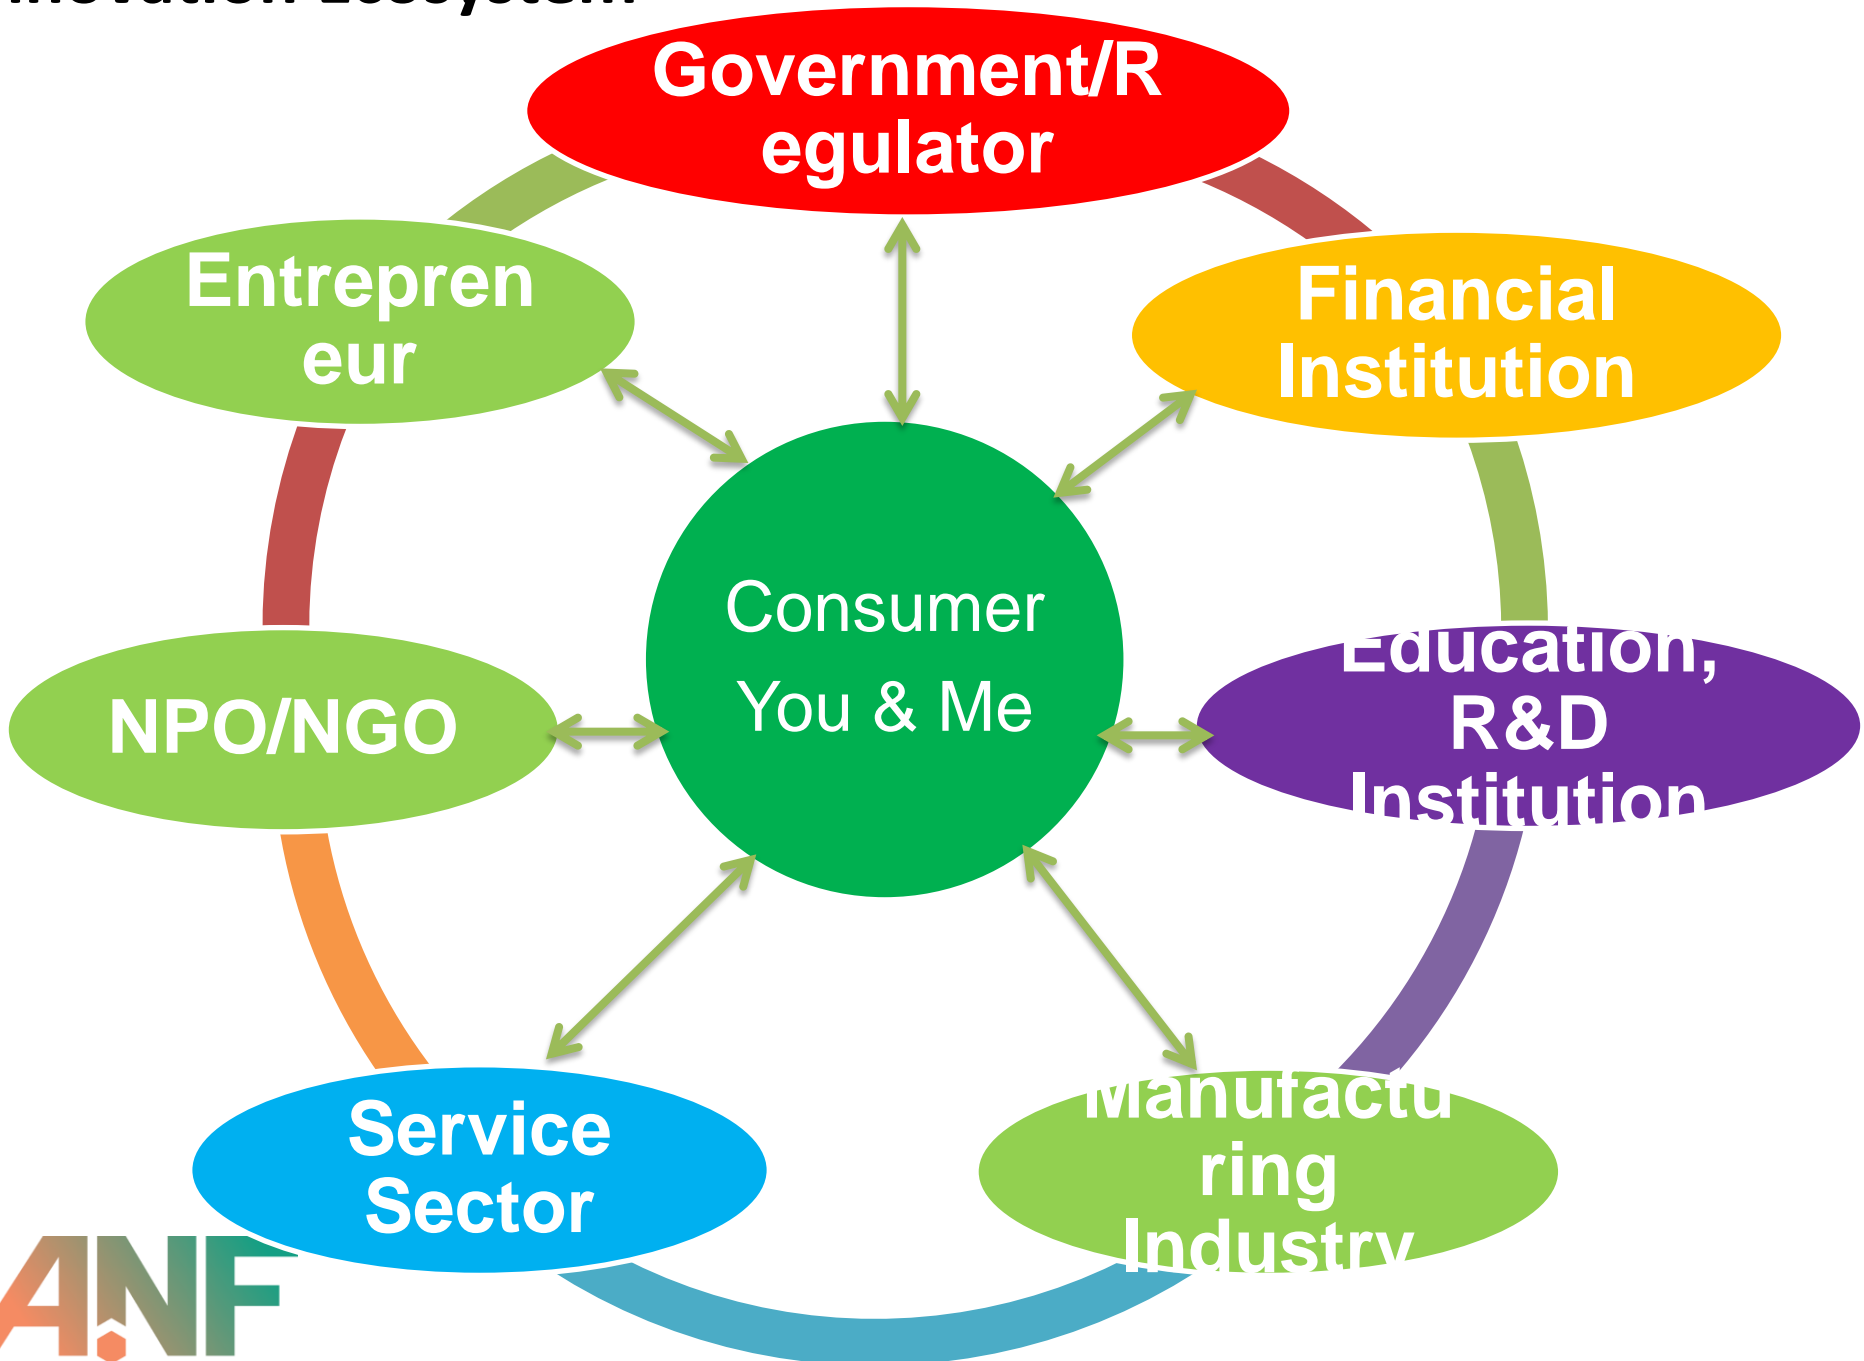 Government/R
egulator
Entrepren
eur
Financial
Institution
Consumer
You & Me
NPO/NGO
Education,
R&D
Institution
Service
Sector
Manufactu
ring
Industry
ANF